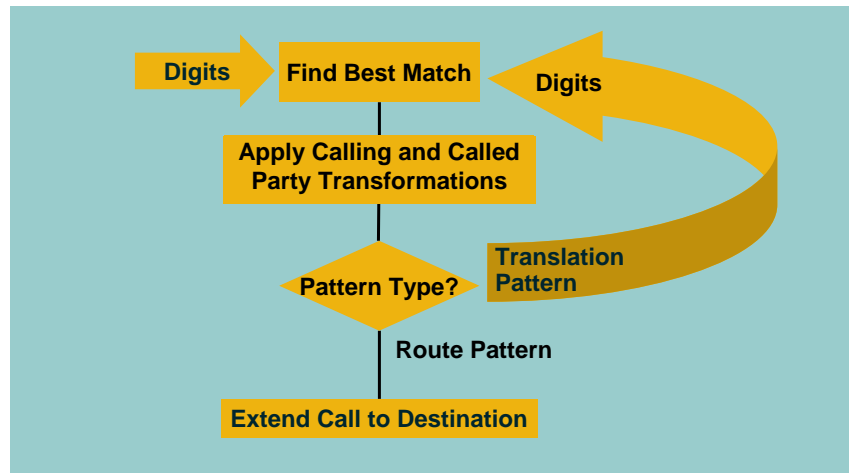 Digits
Find Best Match
Digits
Apply Calling and Called
Party Transformations
Pattern Type?
Translation
Pattern
Route Pattern
Extend Call to Destination